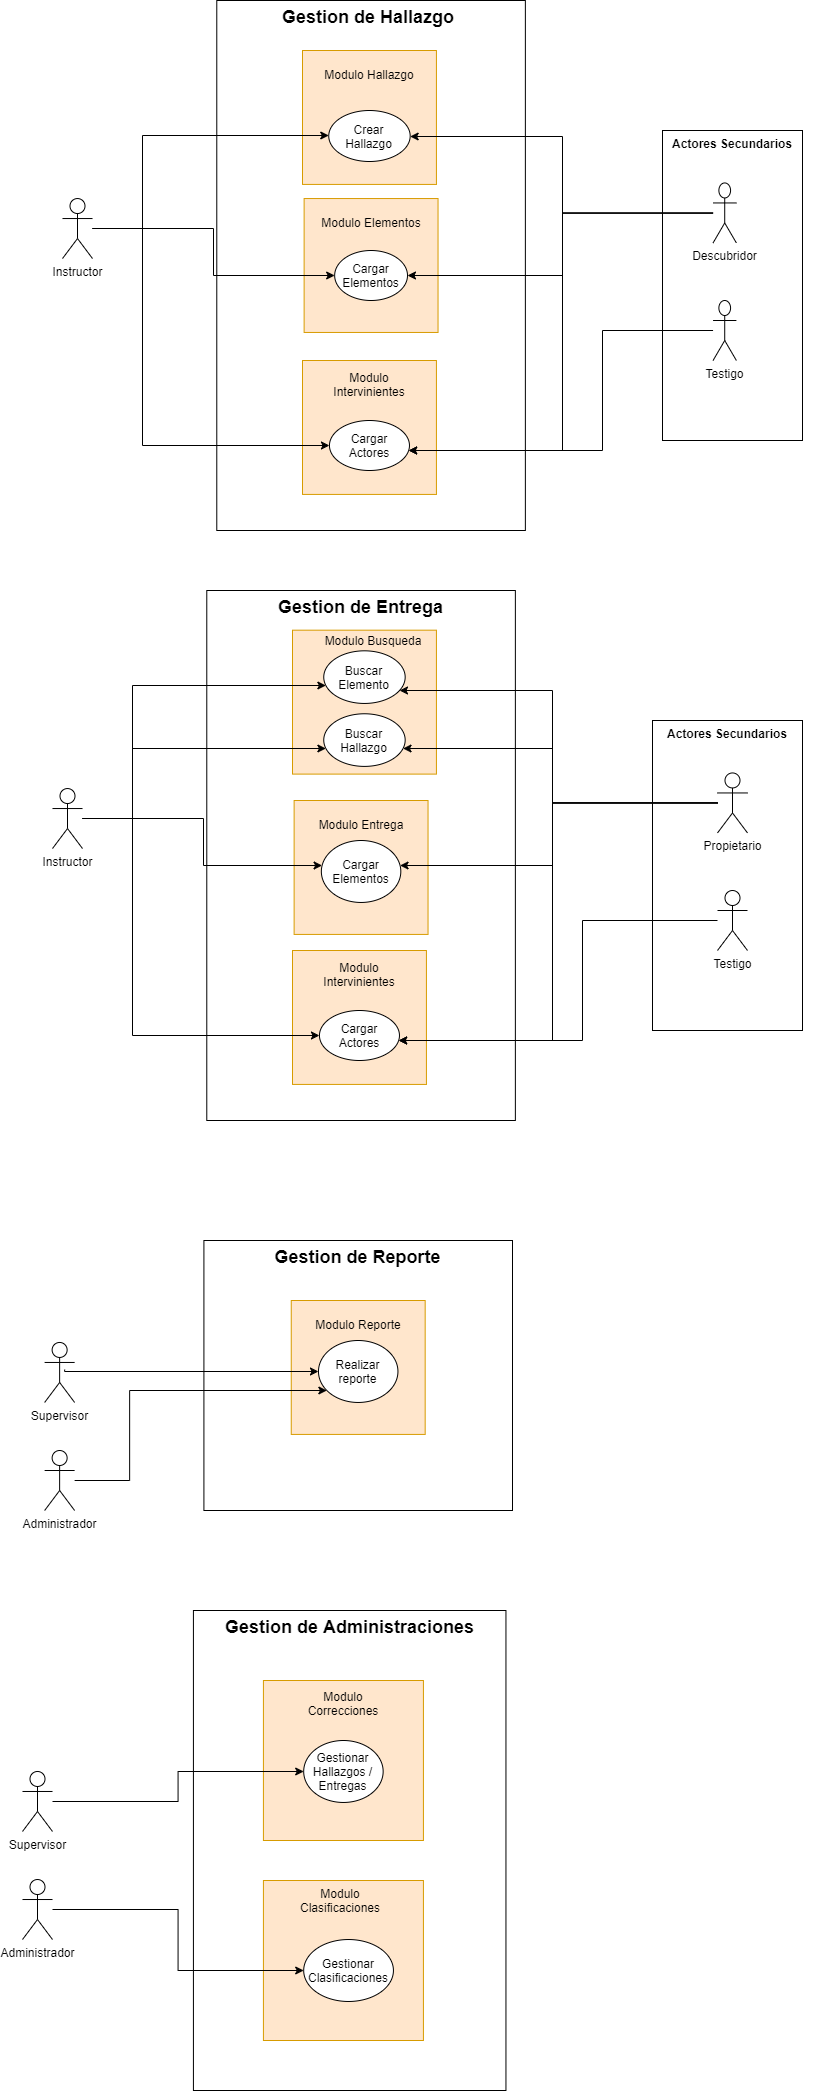 Gestion de Hallazgo
Modulo Hallazgo
Crear
Hallazgo
Actores Secundarios
Modulo Elementos
Descubridor
Instructor
Cargar
Elementos
Testigo
Modulo
Intervinientes
Cargar
Actores
Gestion de Entrega
Modulo Busqueda
Buscar
Elemento
Buscar
Hallazgo
Actores Secundarios
Modulo Entrega
Propietario
Instructor
Cargar
Elementos
Testigo
Modulo
Intervinientes
Cargar
Actores
Gestion de Reporte
Modulo Reporte
Realizar
reporte
Supervisor
Administrador
Gestion de Administraciones
Modulo
Correcciones
Gestionar
Hallazgos /
Entregas
Supervisor
Modulo
Clasificaciones
Administrador
Gestionar
Clasificaciones